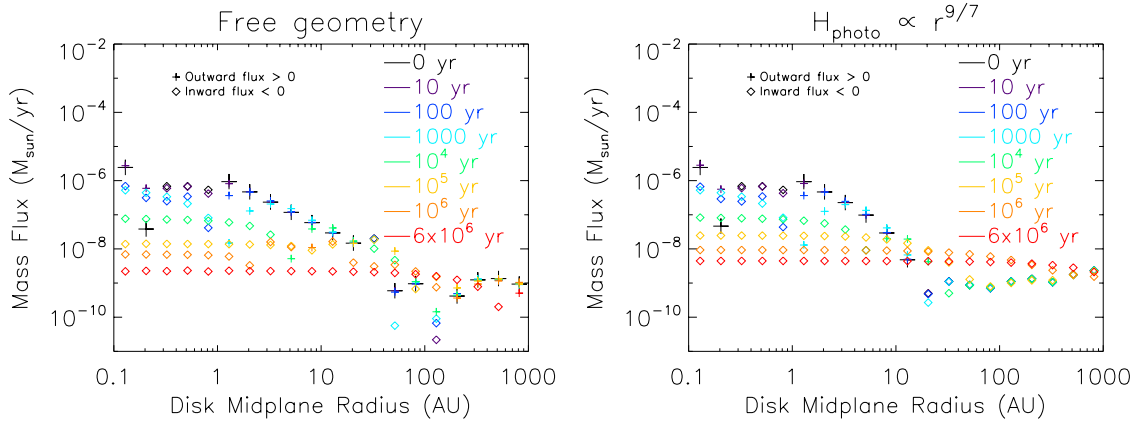 Free geometry
Mass Flux (M_sun/yr)
10^-2
10^-4
10^-6
10^-8
10^-10
+ Outward flux > 0
◇ Inward flux < 0
0 yr
10 yr
100 yr
1000 yr
10^4 yr
10^5 yr
10^6 yr
6x10^6 yr
0.1 1 10 100 1000
Disk Midplane Radius (AU)
H_photo ∝ r^9/7
Mass Flux (M_sun/yr)
10^-2
10^-4
10^-6
10^-8
10^-10
+ Outward flux > 0
◇ Inward flux < 0
0 yr
10 yr
100 yr
1000 yr
10^4 yr
10^5 yr
10^6 yr
6x10^6 yr
0.1 1 10 100 1000
Disk Midplane Radius (AU)